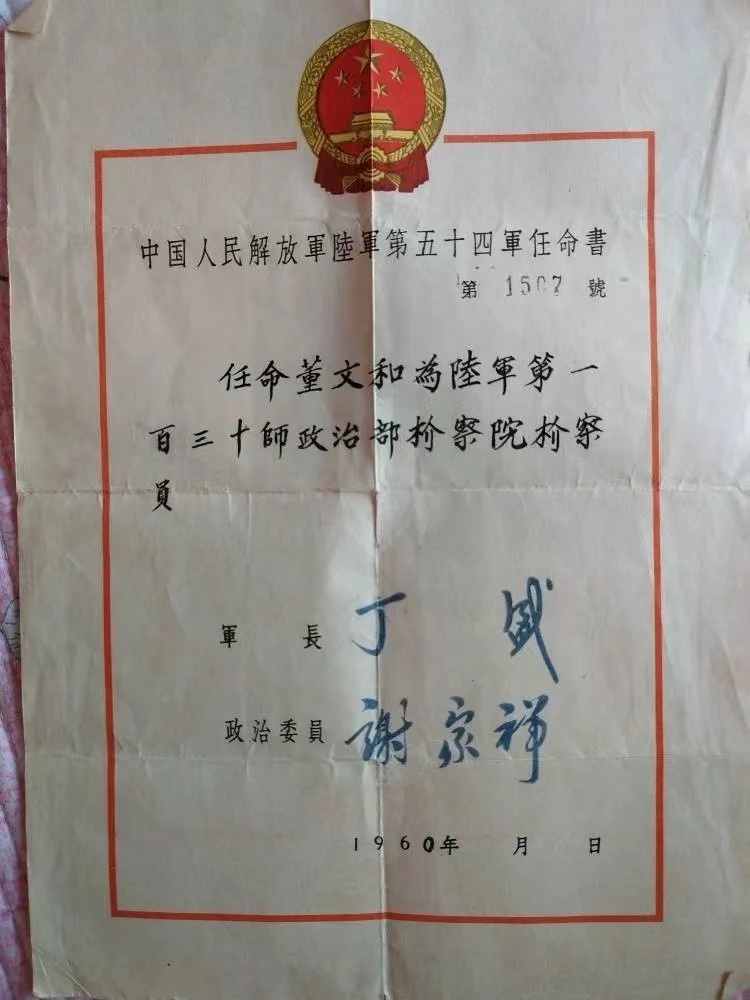 中国人民解放軍陸軍第五十四軍任命書
第 1507 號
任命董文和為陸軍第一
百三十師政治部检察院检察
員
軍 長 丁 盛
政治委員 謝家祥
1960年 月 日